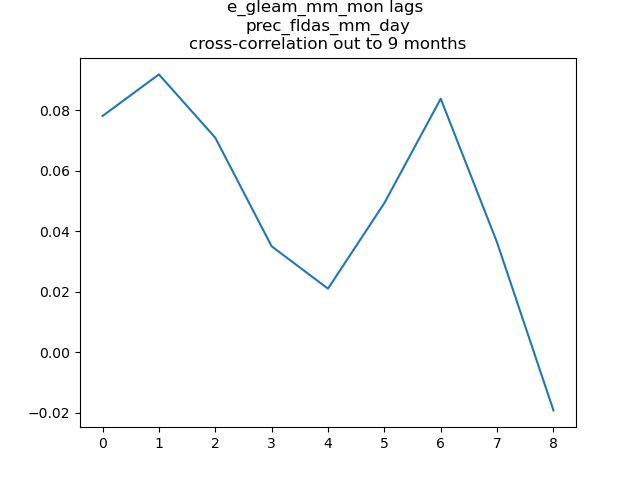 e_gleam_mm_mon lags
prec_fldas_mm_day
cross-correlation out to 9 months
0.08
0.06
0.04
0.02
0.00
−0.02
0 1 2 3 4 5 6 7 8